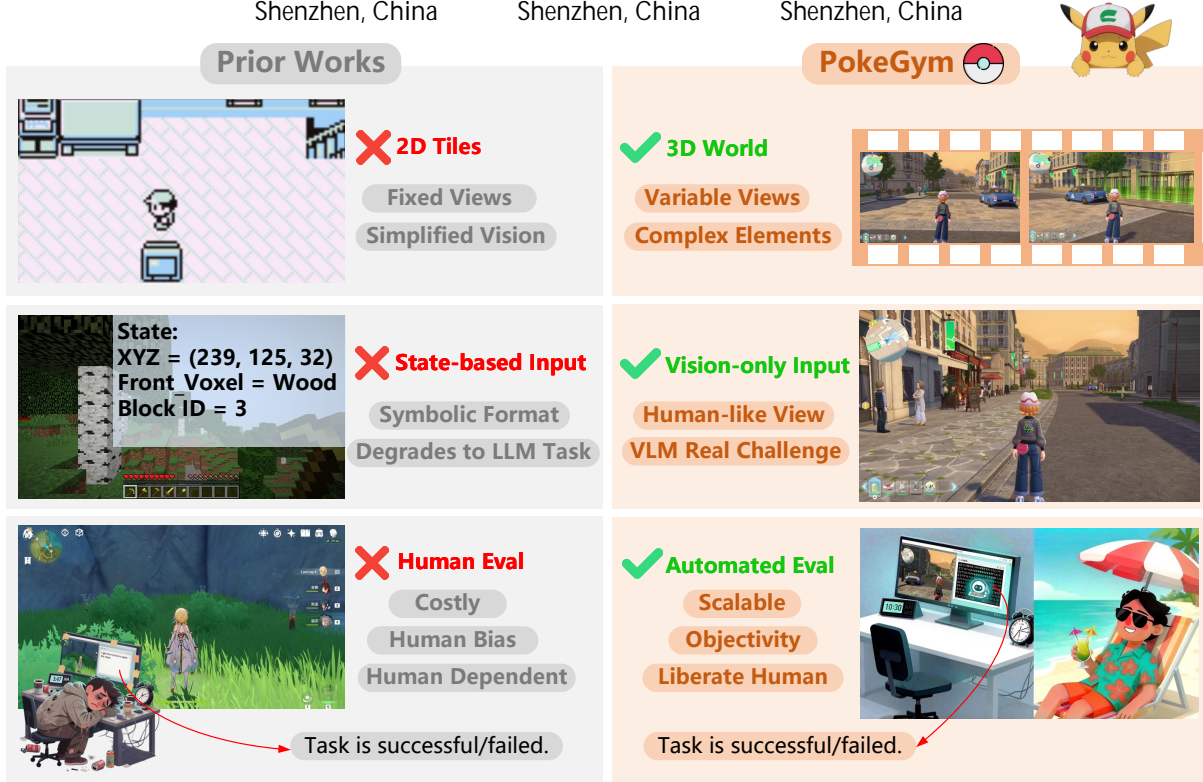 Shenzhen, China Shenzhen, China Shenzhen, China
Prior Works
PokeGym
2D Tiles
Fixed Views
Simplified Vision
3D World
Variable Views
Complex Elements
State:
XYZ = (239, 125, 32)
Front_Voxel = Wood
Block ID = 3
State-based Input
Symbolic Format
Degrades to LLM Task
Vision-only Input
Human-like View
VLM Real Challenge
Human Eval
Costly
Human Bias
Human Dependent
Task is successful/failed.
Automated Eval
Scalable
Objectivity
Liberate Human
10:30
Task is successful/failed.